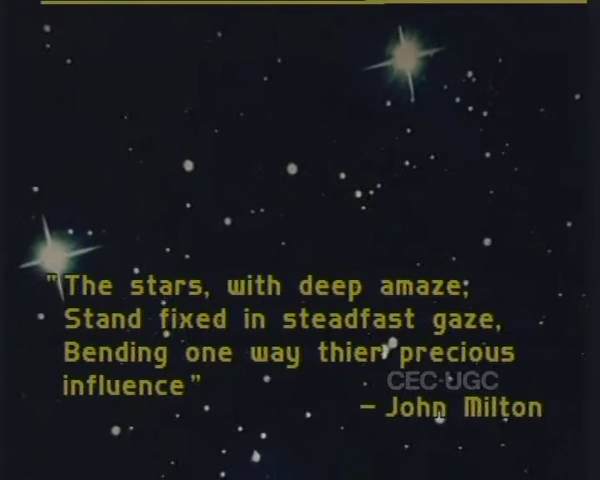 "The stars, with deep amaze;
Stand fixed in steadfast gaze,
Bending one way thier precious
influence"
CEC-UGC
– John Milton